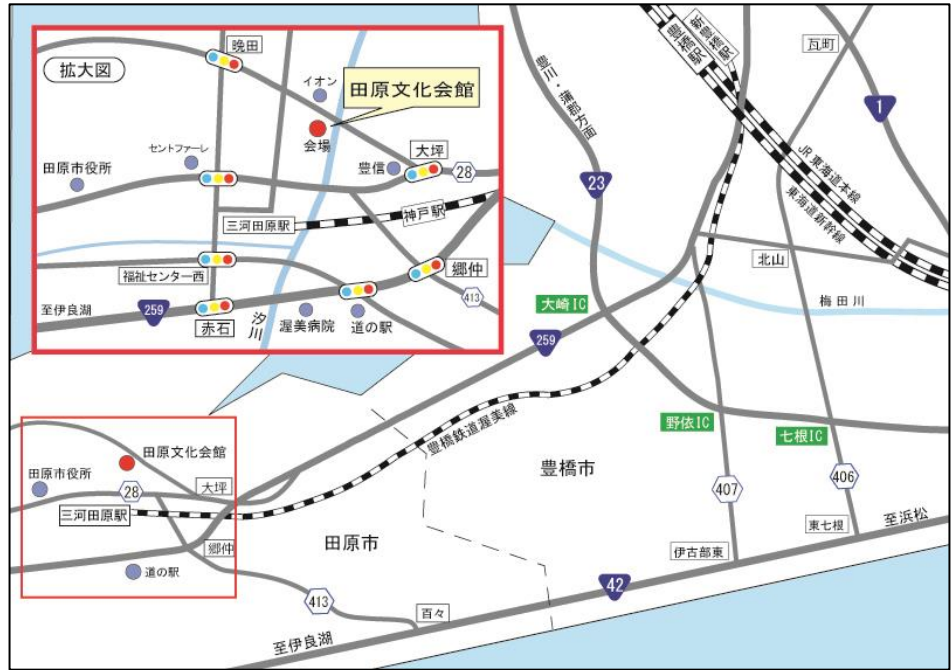 拡大図
晩田
イオン
田原文化会館
会場
セントファーレ
田原市役所
豊信
大坪
28
三河田原駅
神戸駅
福祉センター西
郷仲
至伊良湖
259
赤石
汐川
渥美病院
道の駅
413
豊川・蒲郡方面
豊橋駅
新豊橋駅
瓦町
1
23
JR東海道本線
東海道新幹線
北山
梅田川
大崎IC
259
豊橋鉄道渥美線
野依IC
七根IC
豊橋市
407
406
田原文化会館
田原市役所
28
大坪
三河田原駅
田原市
郷仲
道の駅
413
百々
伊古部東
東七根
至浜松
42
至伊良湖